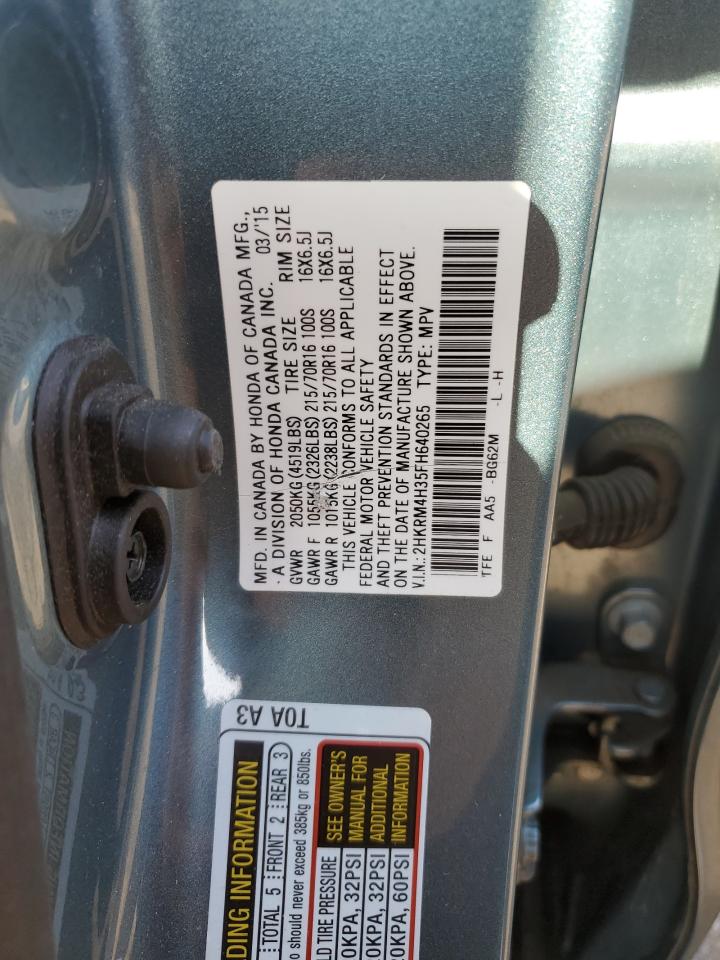 MFD. IN CANADA BY HONDA OF CANADA MFG.,
· A DIVISION OF HONDA CANADA INC. 03/'15
GVWR 2050KG(4519LBS) TIRE SIZE RIM SIZE
GAWR F 1055KG(2326LBS) 215/70R16 100S 16X6.5J
GAWR R 1015KG(2238LBS) 215/70R16 100S 16X6.5J
THIS VEHICLE CONFORMS TO ALL APPLICABLE
FEDERAL MOTOR VEHICLE SAFETY
AND THEFT PREVENTION STANDARDS IN EFFECT
ON THE DATE OF MANUFACTURE SHOWN ABOVE.
V.I.N.: 2HKRM4H35FH640265 TYPE: MPV
TFE F AA5 -BG62M -L -H
T0A A3
DING INFORMATION
TOTAL 5 FRONT 2 REAR 3
o should never exceed 385kg or 850lbs.
LD TIRE PRESSURE
SEE OWNER'S
MANUAL FOR
ADDITIONAL
INFORMATION
0KPA, 32PSI
0KPA, 32PSI
0KPA, 60PSI